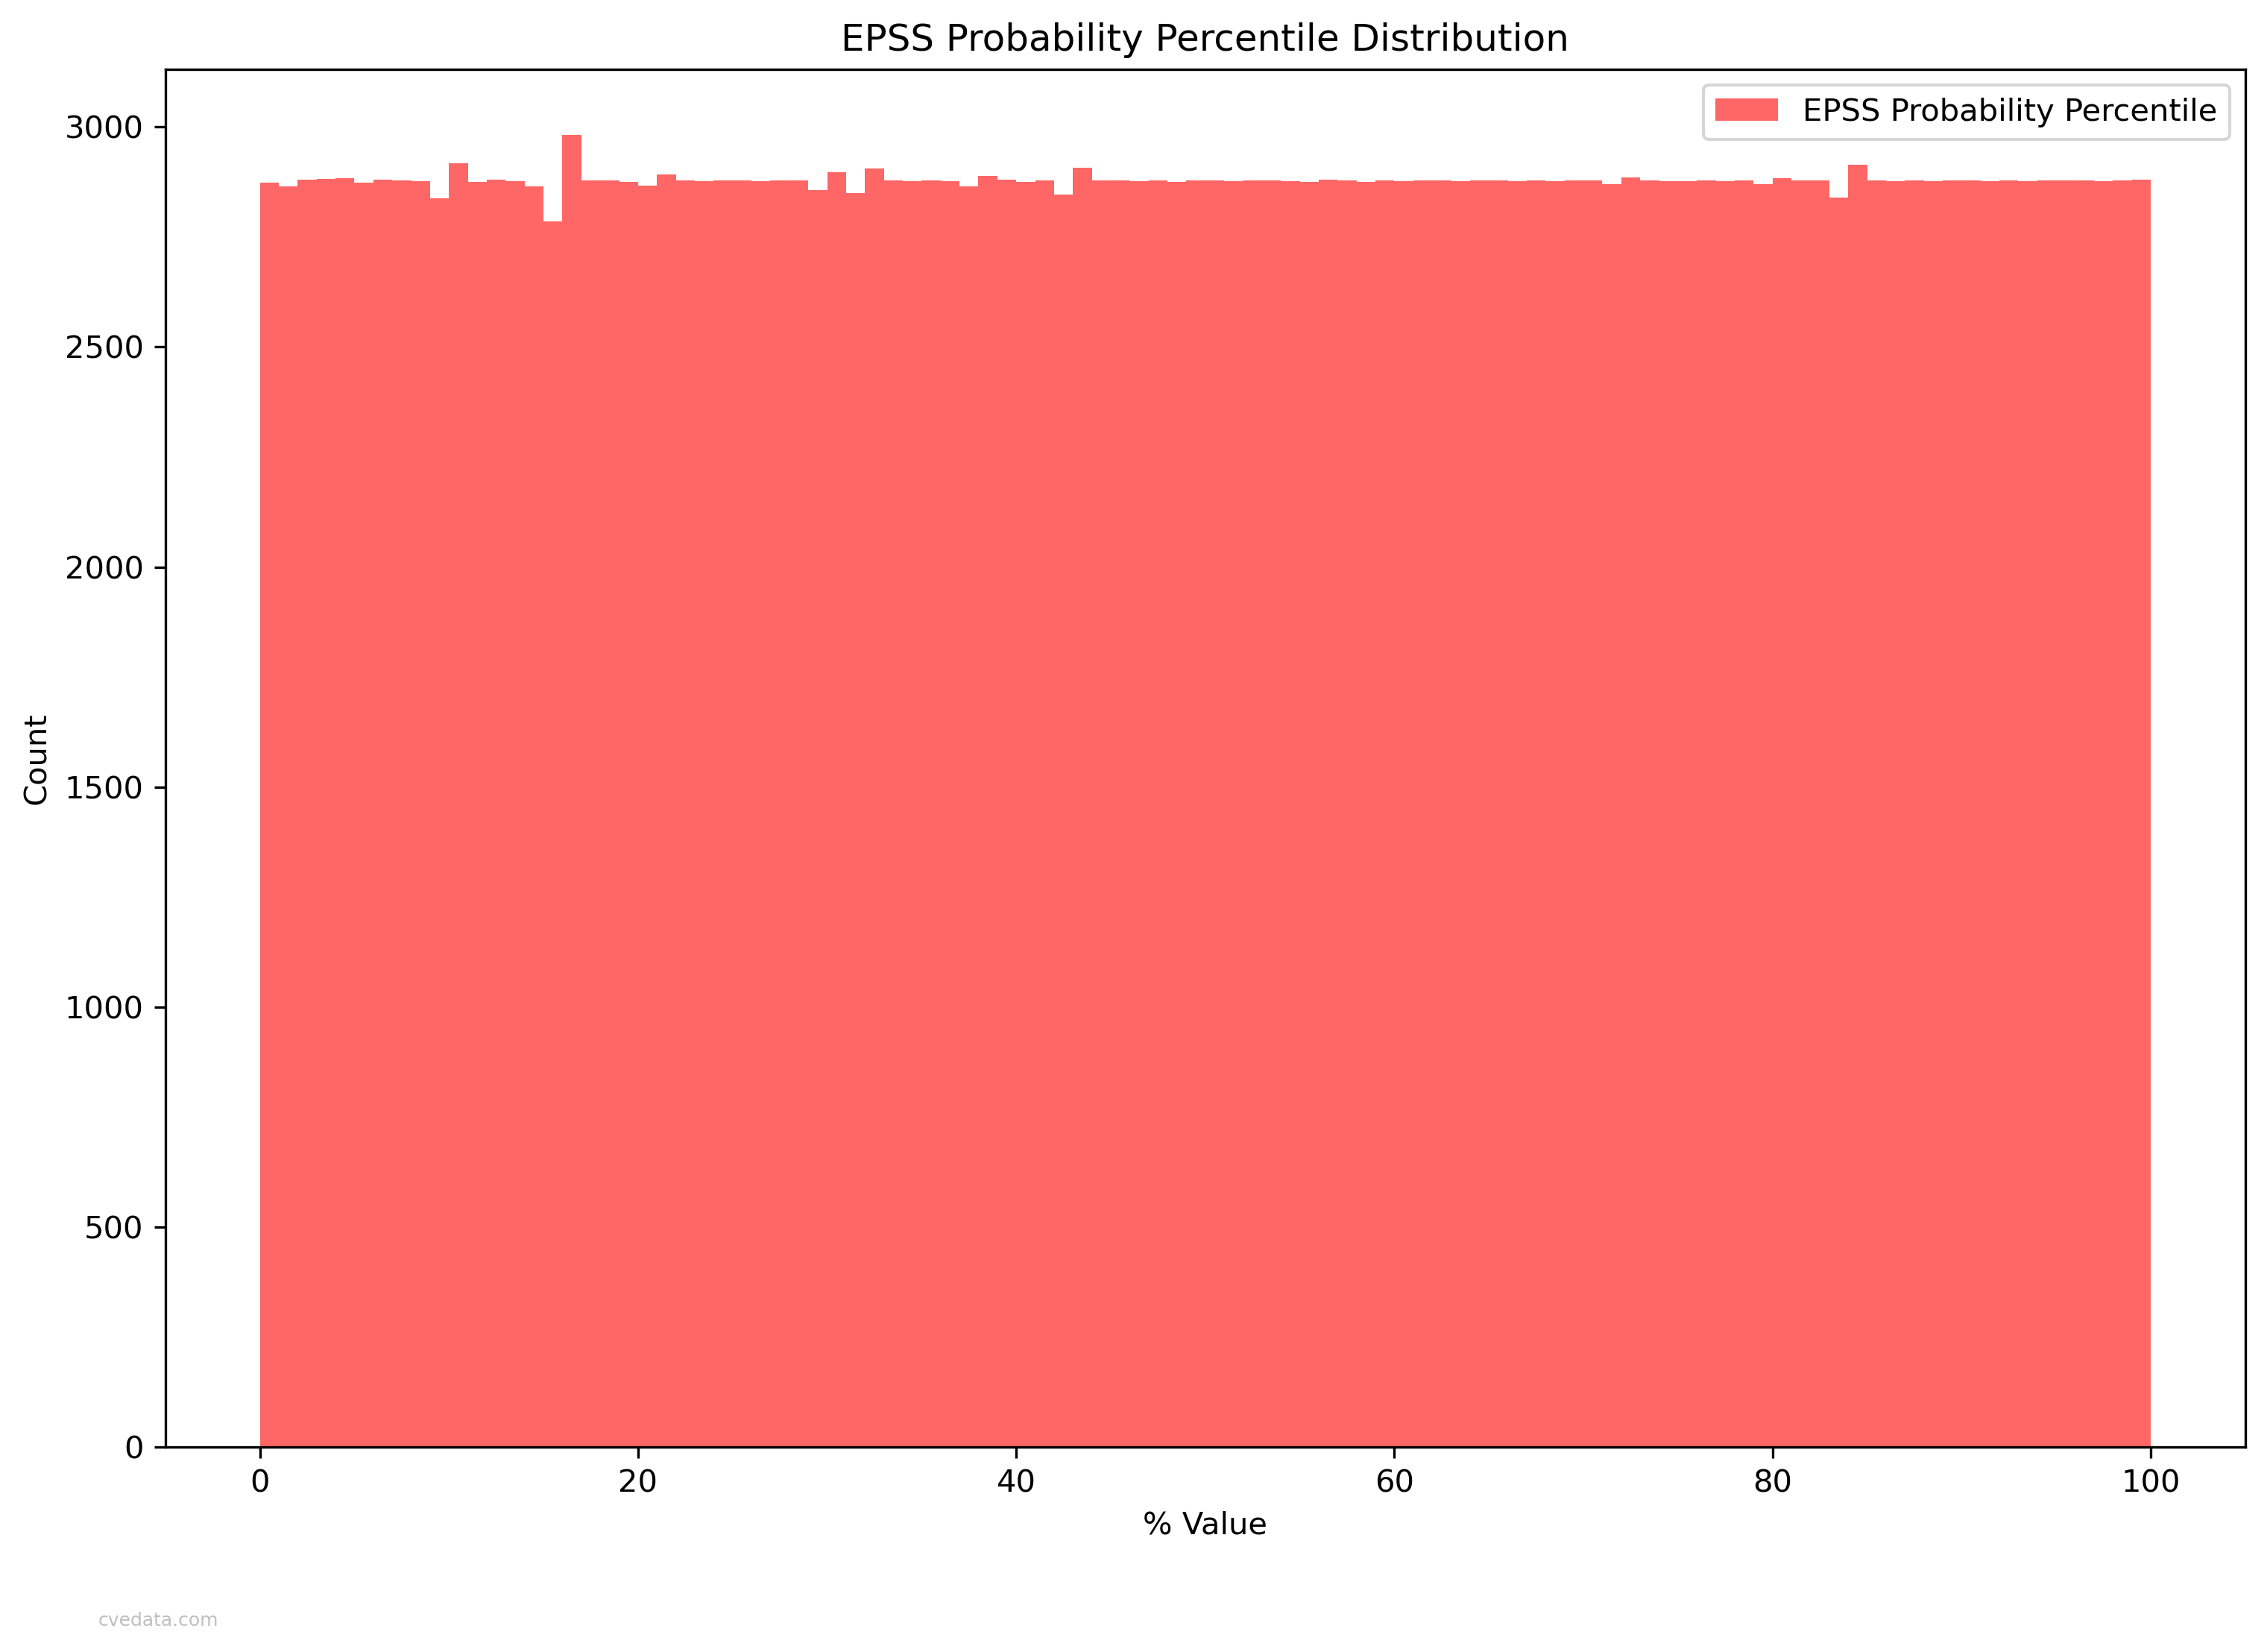 EPSS Probability Percentile Distribution
EPSS Probability Percentile
3000
2500
2000
1500
1000
500
0
Count
0 20 40 60 80 100
% Value
cvedata.com